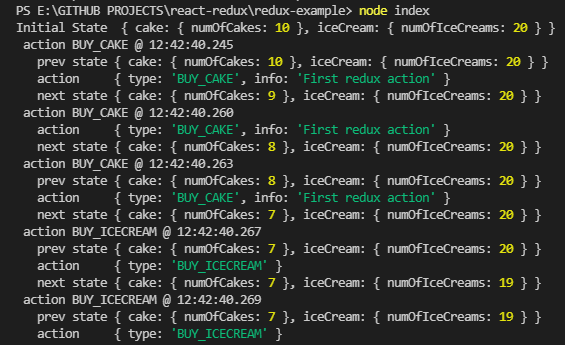 PS E:\GITHUB PROJECTS\react-redux\redux-example> node index
Initial State  { cake: { numOfCakes: 10 }, iceCream: { numOfIceCreams: 20 } }
 action BUY_CAKE @ 12:42:40.245
   prev state { cake: { numOfCakes: 10 }, iceCream: { numOfIceCreams: 20 } }
   action     { type: 'BUY_CAKE', info: 'First redux action' }
   next state { cake: { numOfCakes: 9 }, iceCream: { numOfIceCreams: 20 } }
 action BUY_CAKE @ 12:42:40.260
   action     { type: 'BUY_CAKE', info: 'First redux action' }
   next state { cake: { numOfCakes: 8 }, iceCream: { numOfIceCreams: 20 } }
 action BUY_CAKE @ 12:42:40.263
   prev state { cake: { numOfCakes: 8 }, iceCream: { numOfIceCreams: 20 } }
   action     { type: 'BUY_CAKE', info: 'First redux action' }
   next state { cake: { numOfCakes: 7 }, iceCream: { numOfIceCreams: 20 } }
 action BUY_ICECREAM @ 12:42:40.267
   prev state { cake: { numOfCakes: 7 }, iceCream: { numOfIceCreams: 20 } }
   action     { type: 'BUY_ICECREAM' }
   next state { cake: { numOfCakes: 7 }, iceCream: { numOfIceCreams: 19 } }
 action BUY_ICECREAM @ 12:42:40.269
   prev state { cake: { numOfCakes: 7 }, iceCream: { numOfIceCreams: 19 } }
   action     { type: 'BUY_ICECREAM' }